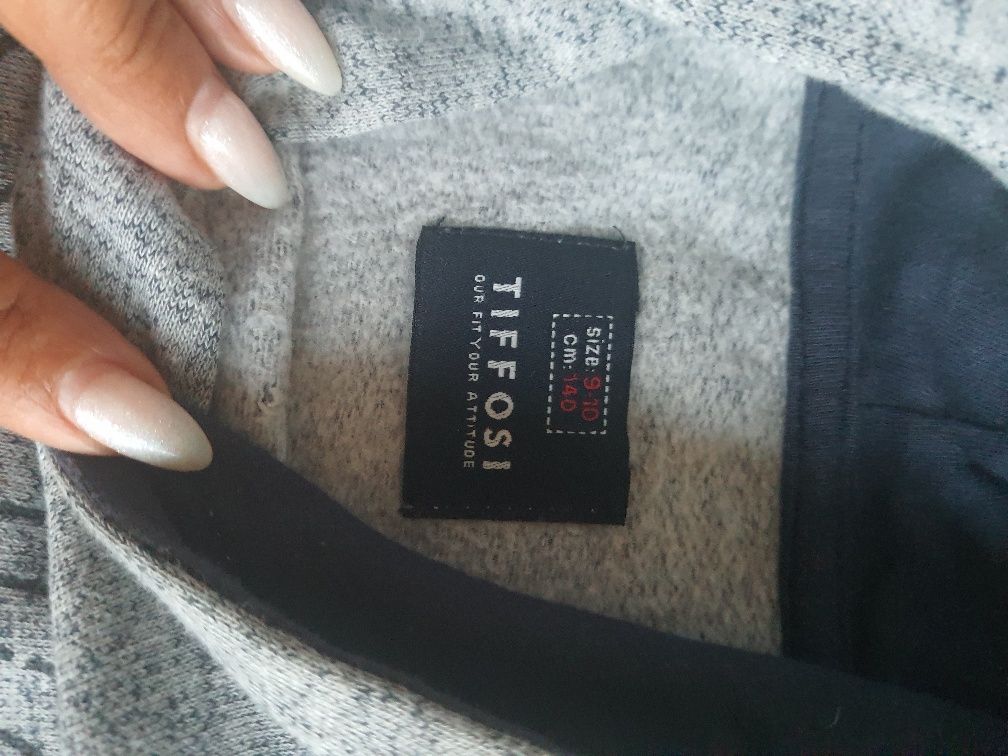 size: 9-10
cm: 140
TIFFOSI
OUR FIT YOUR ATTITUDE